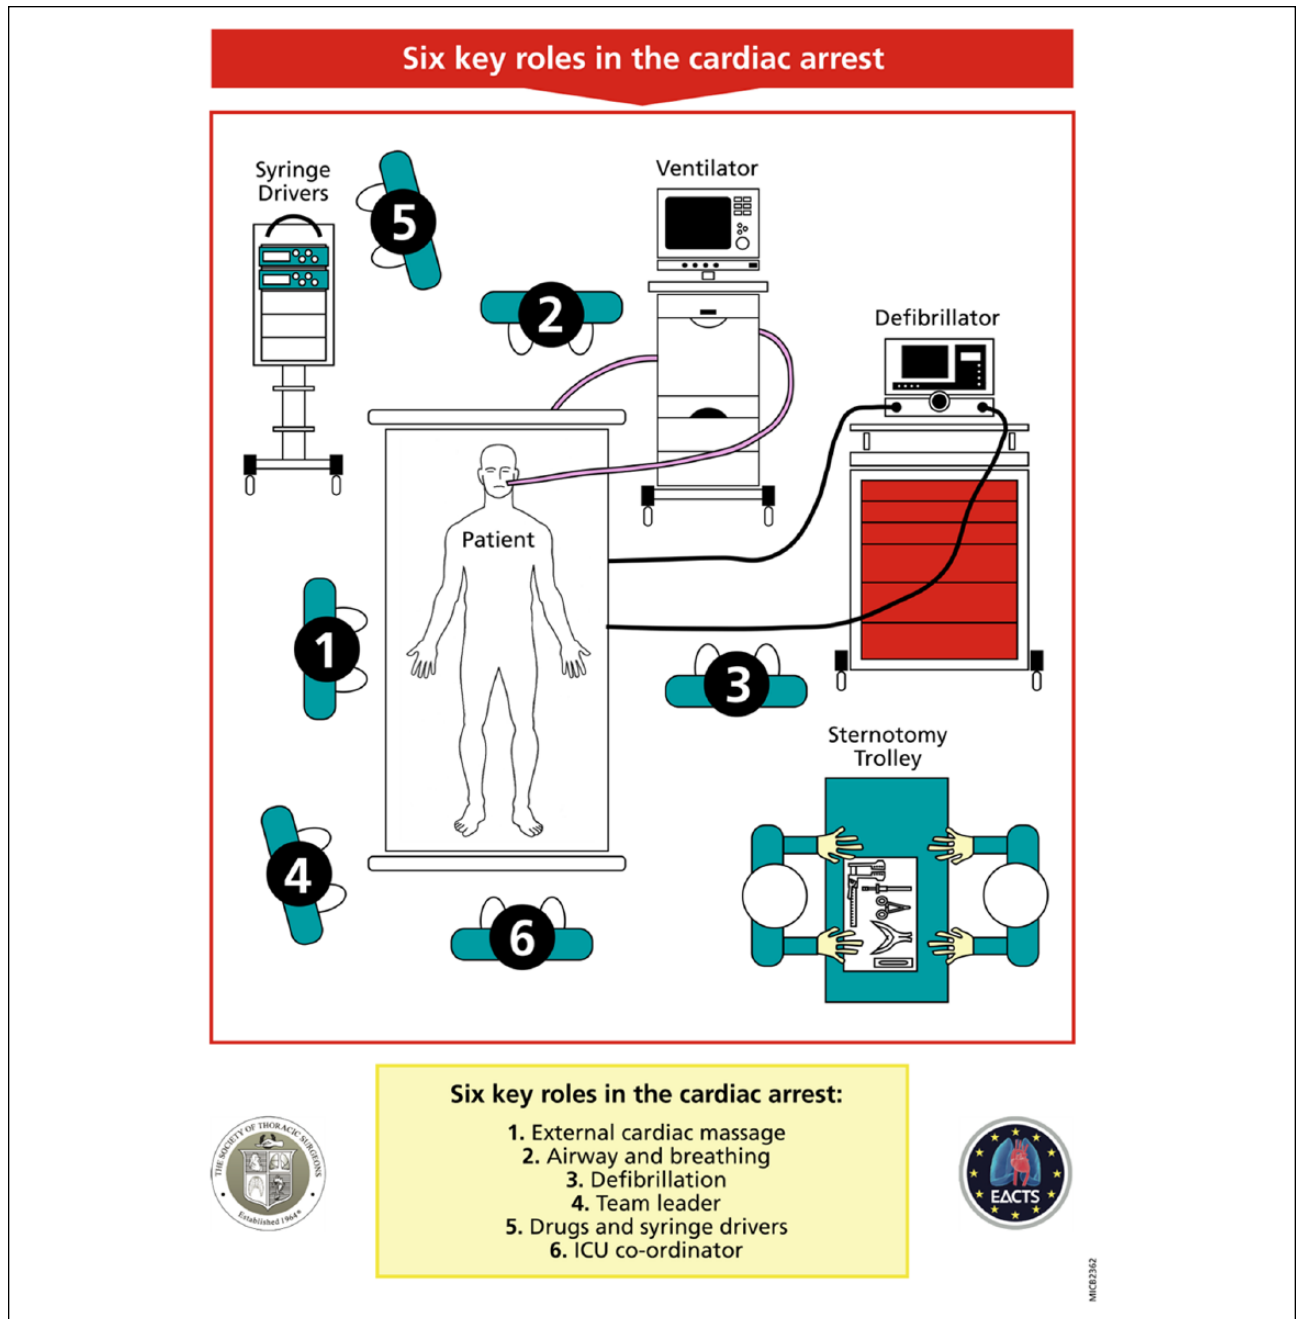 Six key roles in the cardiac arrest
Syringe
Drivers
5
Ventilator
2
Defibrillator
Patient
1
3
Sternotomy
Trolley
4
6
Six key roles in the cardiac arrest:
1. External cardiac massage
2. Airway and breathing
3. Defibrillation
4. Team leader
5. Drugs and syringe drivers
6. ICU co-ordinator
THE SOCIETY OF THORACIC SURGEONS
Established 1964
EACTS
MICB2362